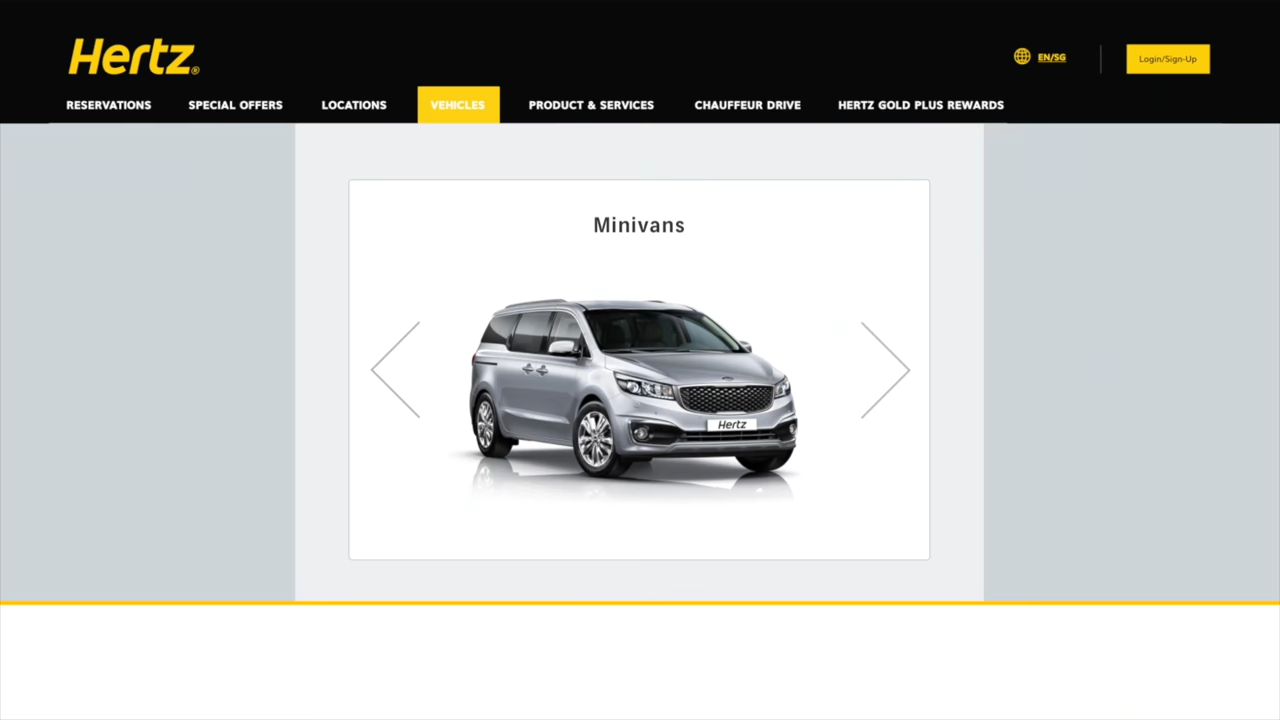 Hertz®
EN/SG
Login/Sign-Up
RESERVATIONS SPECIAL OFFERS LOCATIONS VEHICLES PRODUCT & SERVICES CHAUFFEUR DRIVE HERTZ GOLD PLUS REWARDS
Minivans
Hertz